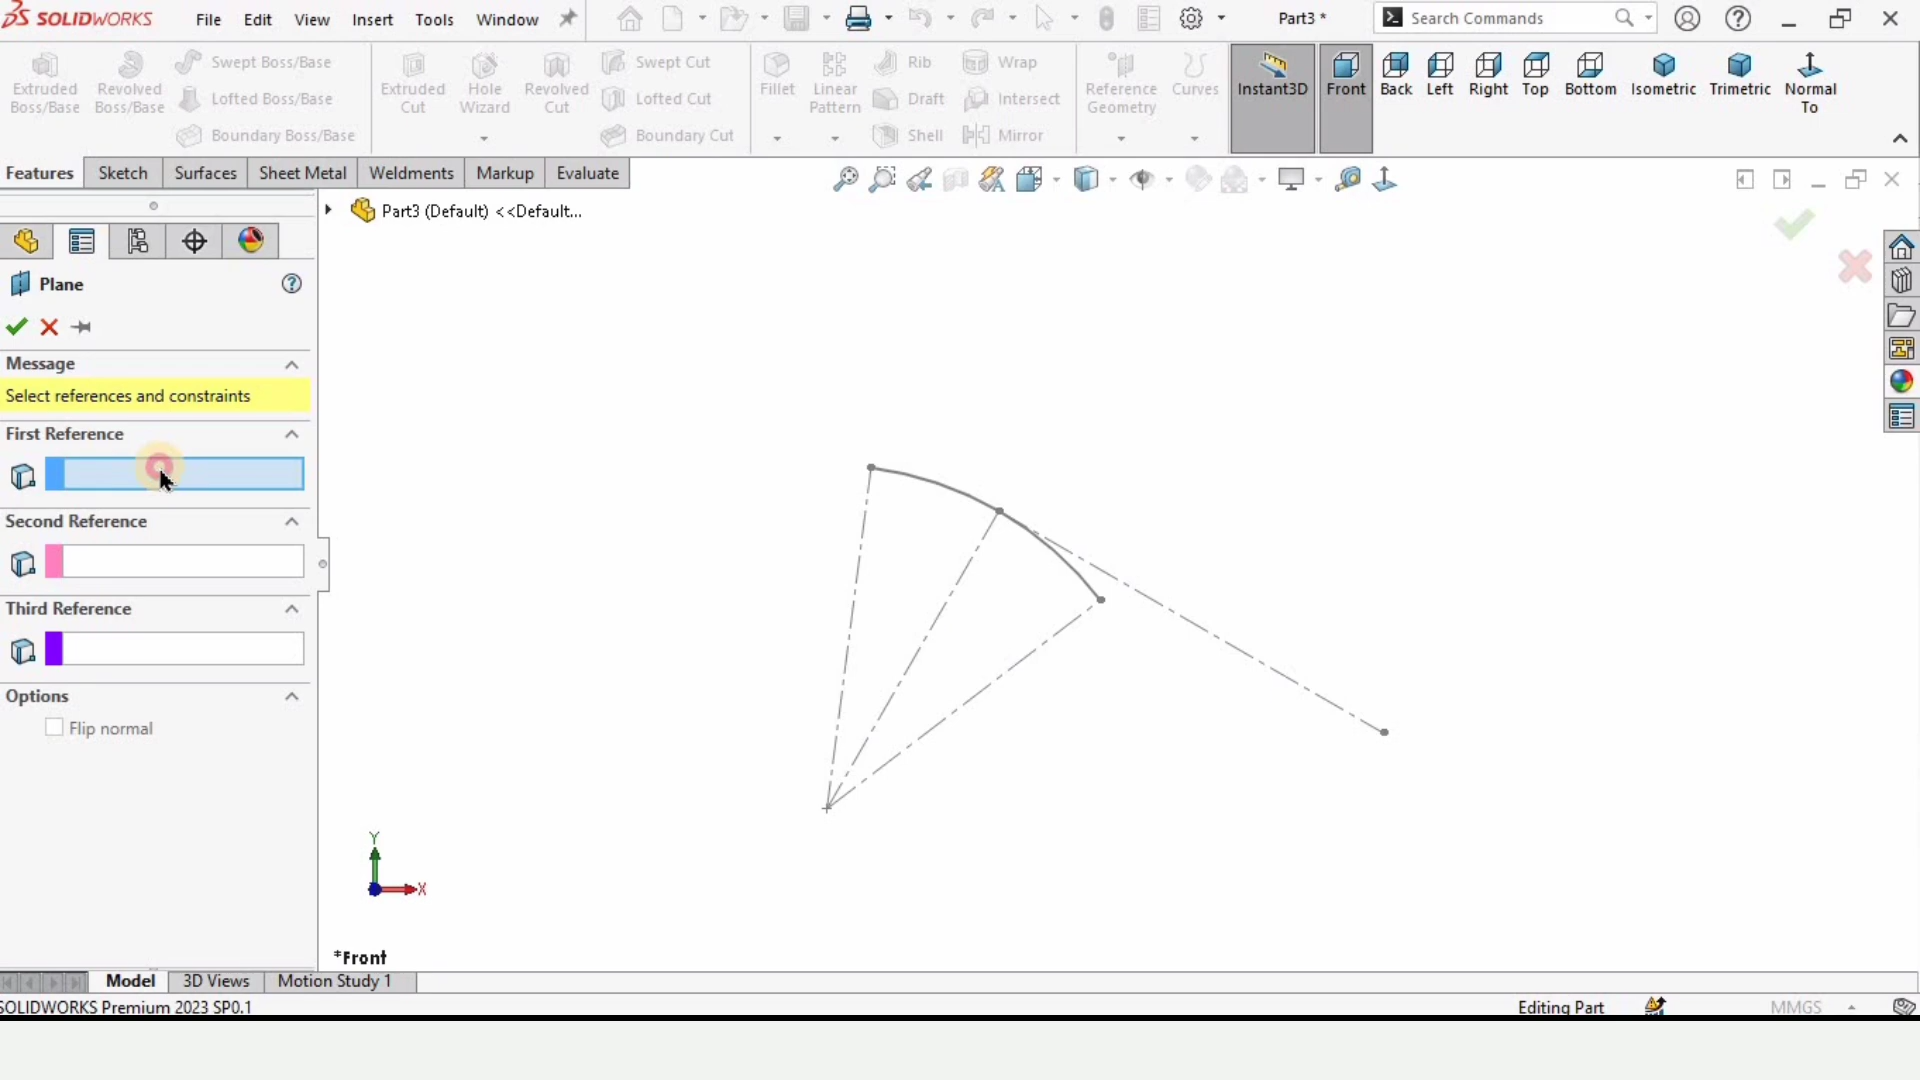 SOLIDWORKS File Edit View Insert Tools Window Part3 * Search Commands
Extruded Boss/Base
Revolved Boss/Base
Swept Boss/Base
Lofted Boss/Base
Boundary Boss/Base
Extruded Cut
Hole Wizard
Revolved Cut
Swept Cut
Lofted Cut
Boundary Cut
Fillet
Linear Pattern
Rib
Draft
Shell
Wrap
Intersect
Mirror
Reference Geometry
Curves
Instant3D
Front
Back
Left
Right
Top
Bottom
Isometric
Trimetric
Normal To
Features Sketch Surfaces Sheet Metal Weldments Markup Evaluate
Part3 (Default) <<Default...
Plane
Message
Select references and constraints
First Reference
Second Reference
Third Reference
Options
Flip normal
Y
X
*Front
Model 3D Views Motion Study 1
SOLIDWORKS Premium 2023 SP0.1 Editing Part MMGS